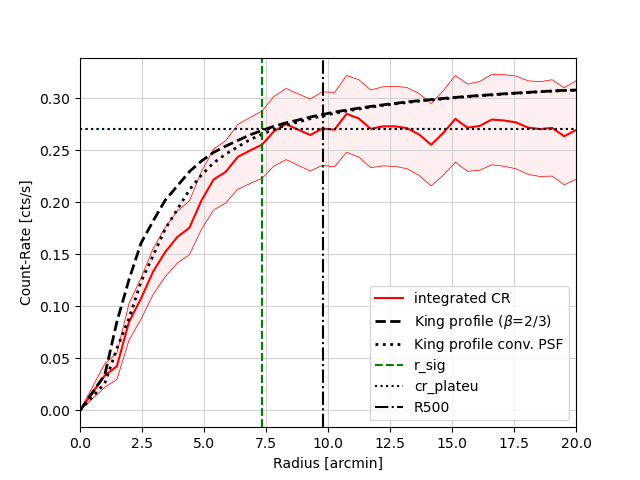 0.30
0.25
0.20
0.15
0.10
0.05
0.00
Count-Rate [cts/s]
integrated CR
King profile (β=2/3)
King profile conv. PSF
r_sig
cr_plateu
R500
0.0 2.5 5.0 7.5 10.0 12.5 15.0 17.5 20.0
Radius [arcmin]